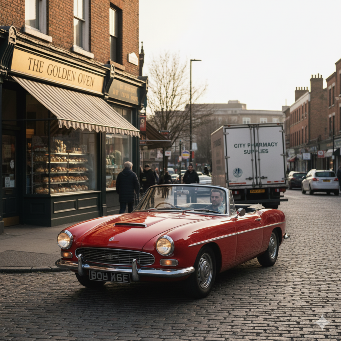 THE GOLDEN OVEN
CITY PHARMACY
SUPPLIES